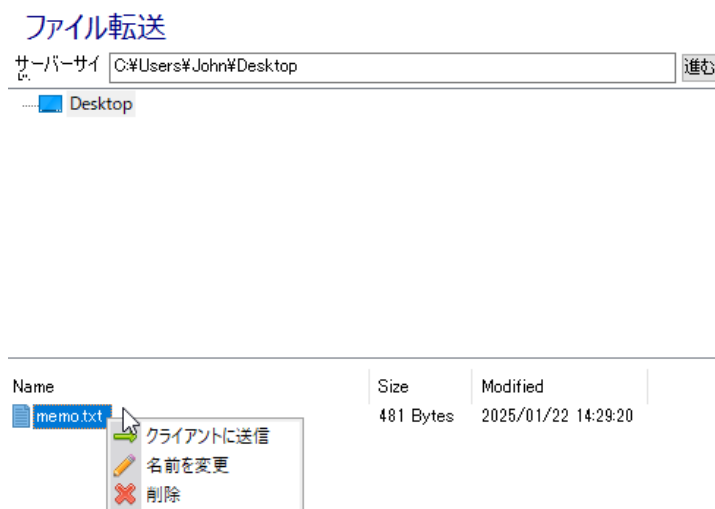 ファイル転送
サーバーサイ C:¥Users¥John¥Desktop 進む
Desktop
Name Size Modified
memo.txt 481 Bytes 2025/01/22 14:29:20
クライアントに送信
名前を変更
削除